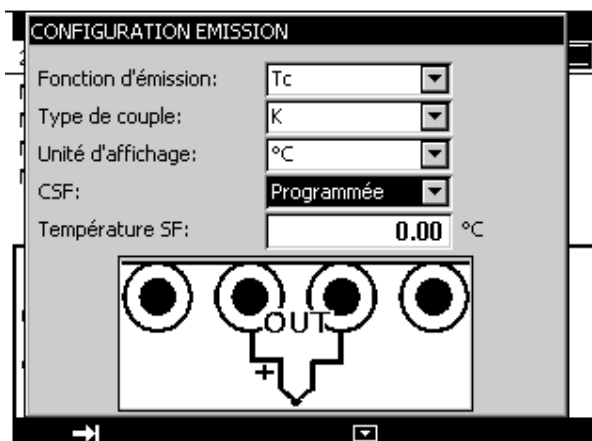 CONFIGURATION EMISSION
Fonction d'émission: Tc
Type de couple: K
Unité d'affichage: °C
CSF: Programmée
Température SF: 0.00 °C
OUT
+